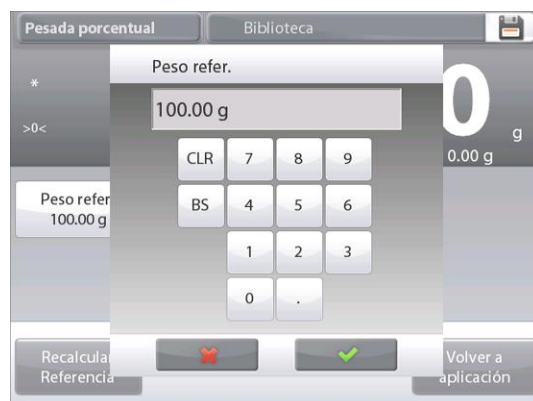 Pesada porcentual
Biblioteca
Peso refer.
*
>0<
100.00 g
0
g
0.00 g
CLR 7 8 9
BS 4 5 6
1 2 3
0 .
Peso refer
100.00 g
Recalcula
Referencia
Volver a
aplicación